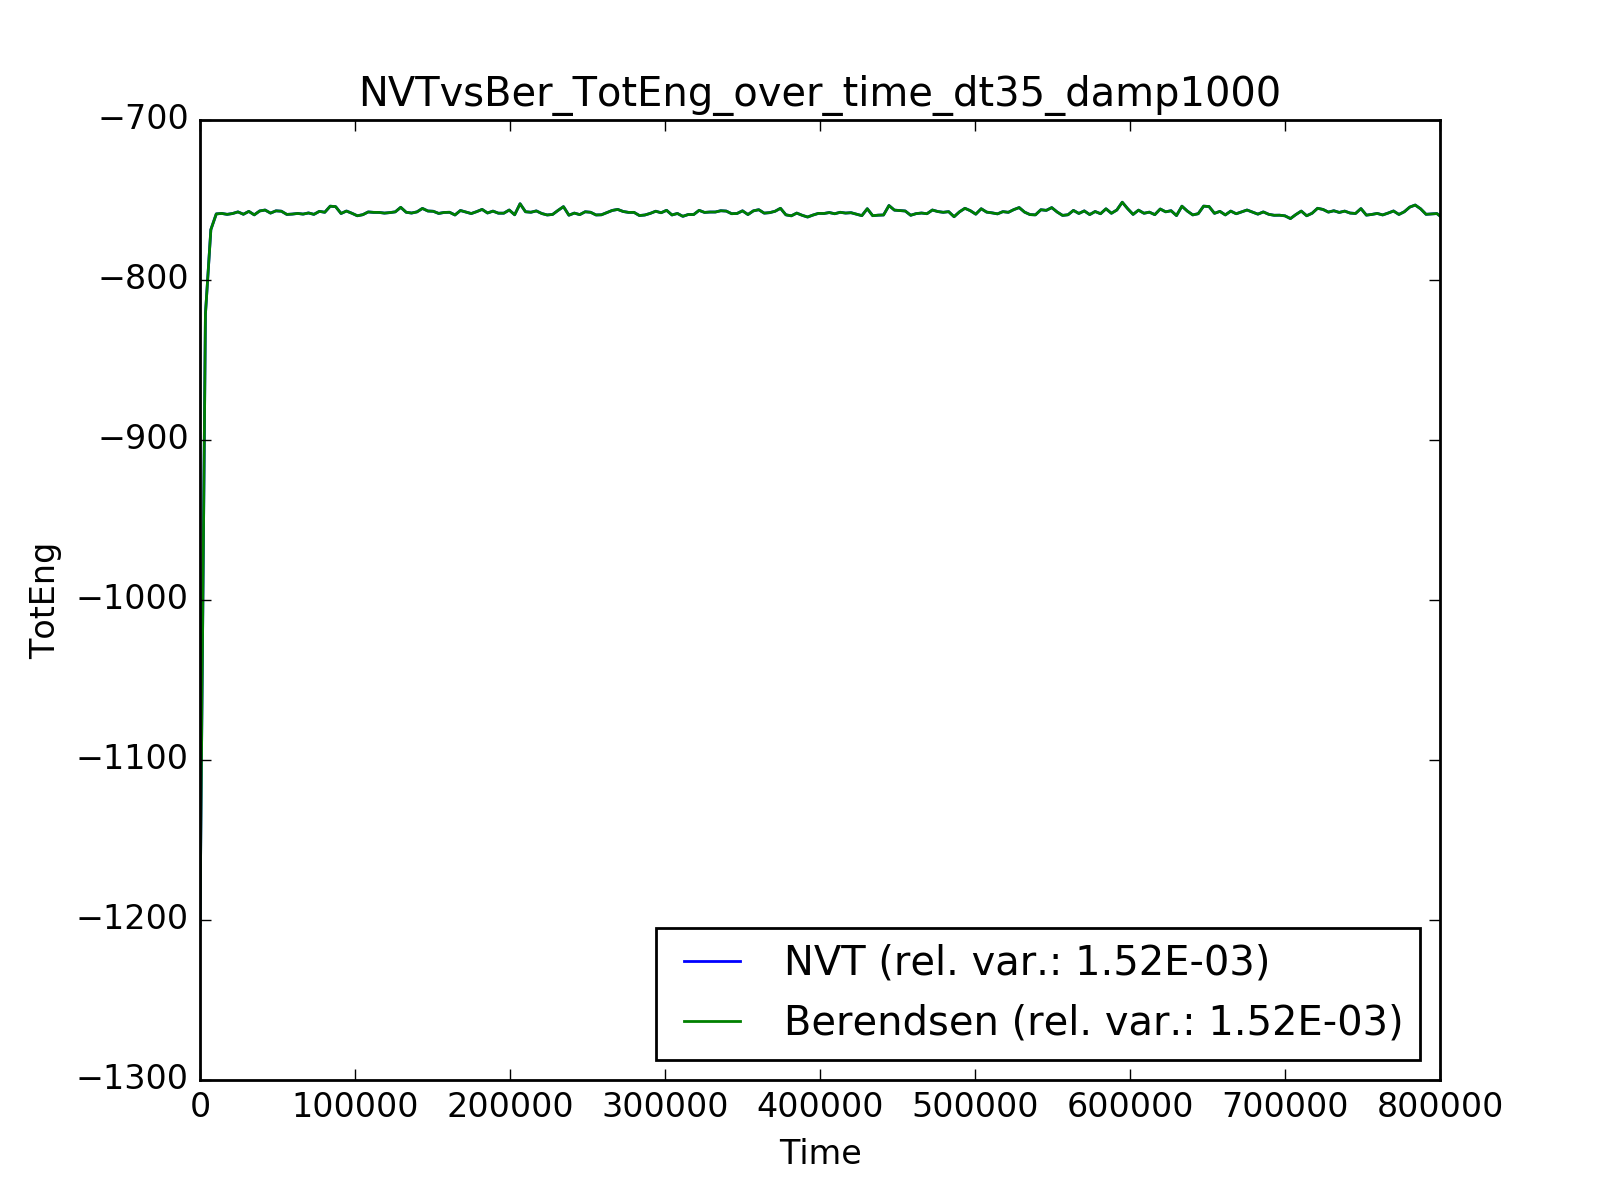 NVTvsBer_TotEng_over_time_dt35_damp1000
−700
−800
−900
−1000
−1100
−1200
−1300
TotEng
NVT (rel. var.: 1.52E-03)
Berendsen (rel. var.: 1.52E-03)
0 100000 200000 300000 400000 500000 600000 700000 800000
Time